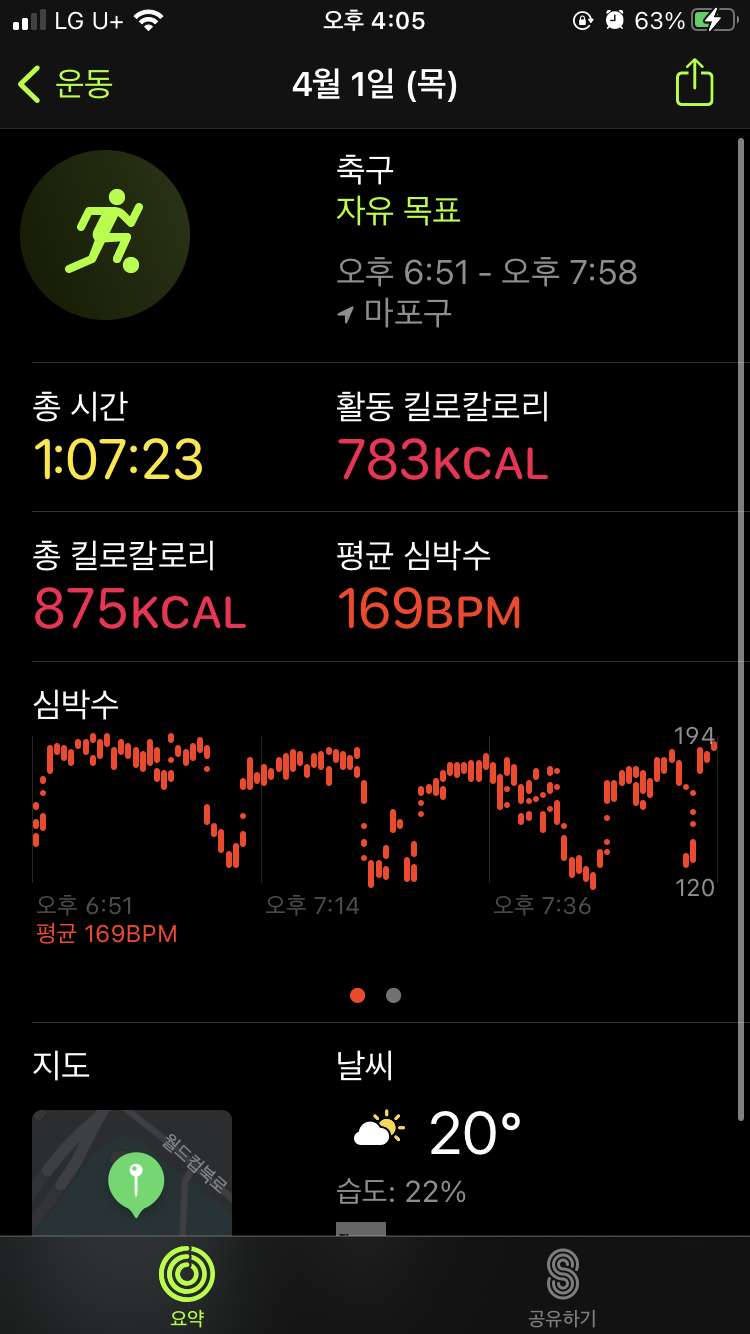 LG U+ 오후 4:05 63%
운동 4월 1일 (목)
축구
자유 목표
오후 6:51 - 오후 7:58
마포구
총 시간 활동 킬로칼로리
1:07:23 783KCAL
총 킬로칼로리 평균 심박수
875KCAL 169BPM
심박수
194
120
오후 6:51 오후 7:14 오후 7:36
평균 169BPM
지도 날씨
월드컵북로
20°
습도: 22%
요약 공유하기